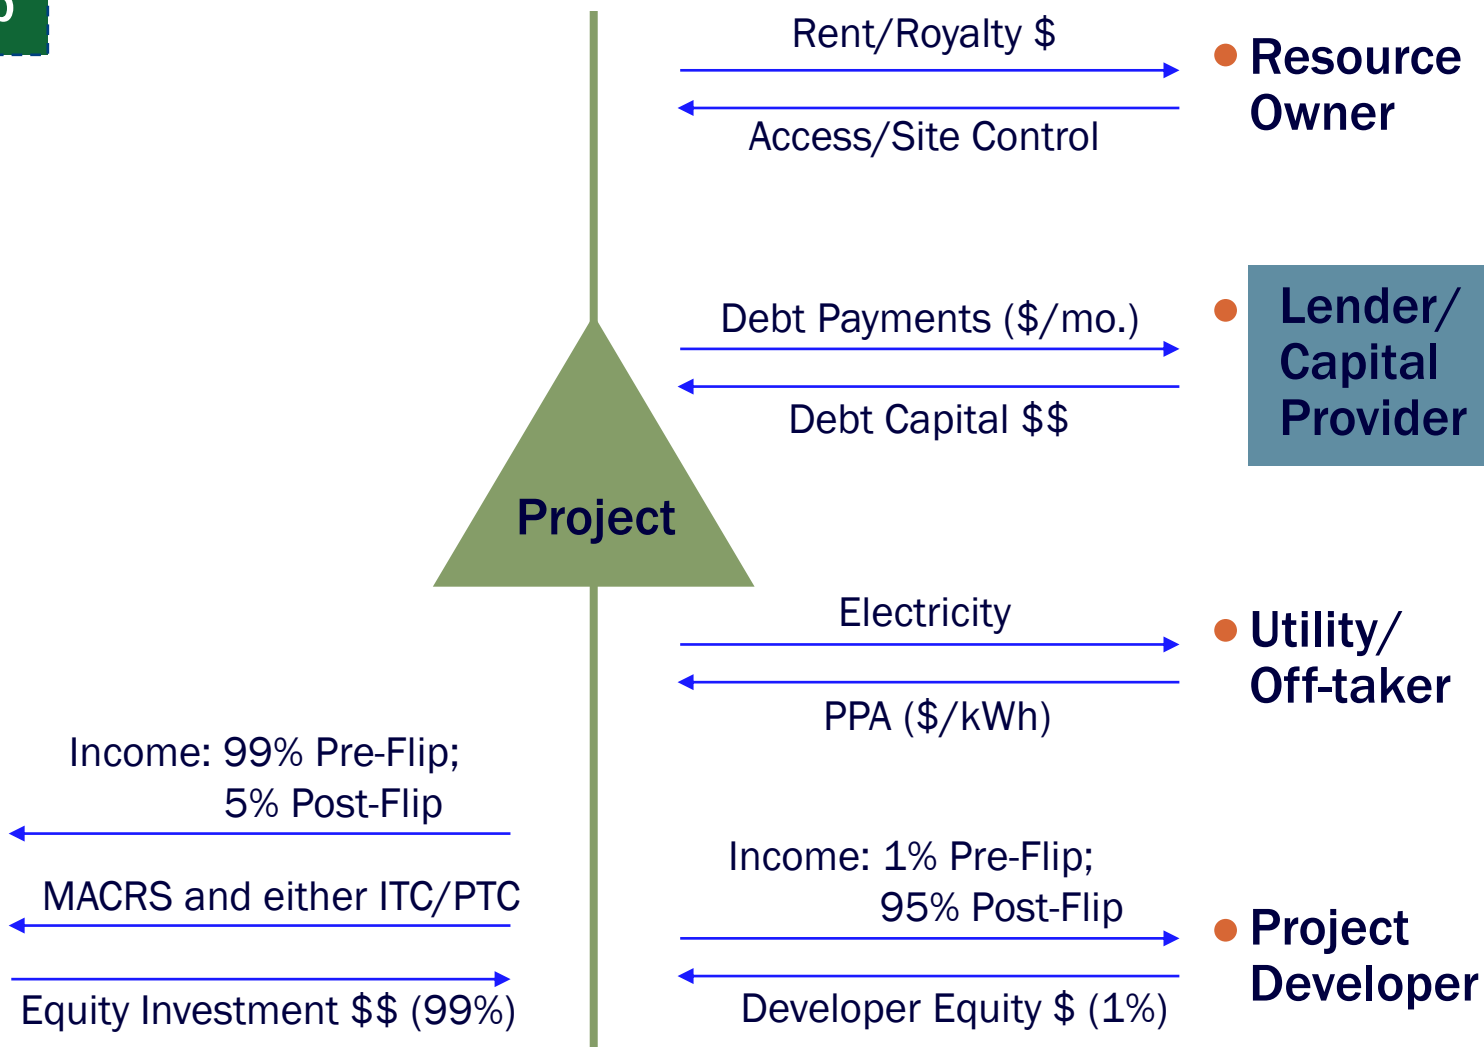 Rent/Royalty $
Resource
Owner
Access/Site Control
Debt Payments ($/mo.)
Lender/
Capital
Provider
Debt Capital $$
Project
Electricity
Utility/
Off-taker
PPA ($/kWh)
Income: 99% Pre-Flip;
5% Post-Flip
MACRS and either ITC/PTC
Equity Investment $$ (99%)
Income: 1% Pre-Flip;
95% Post-Flip
Project
Developer
Developer Equity $ (1%)